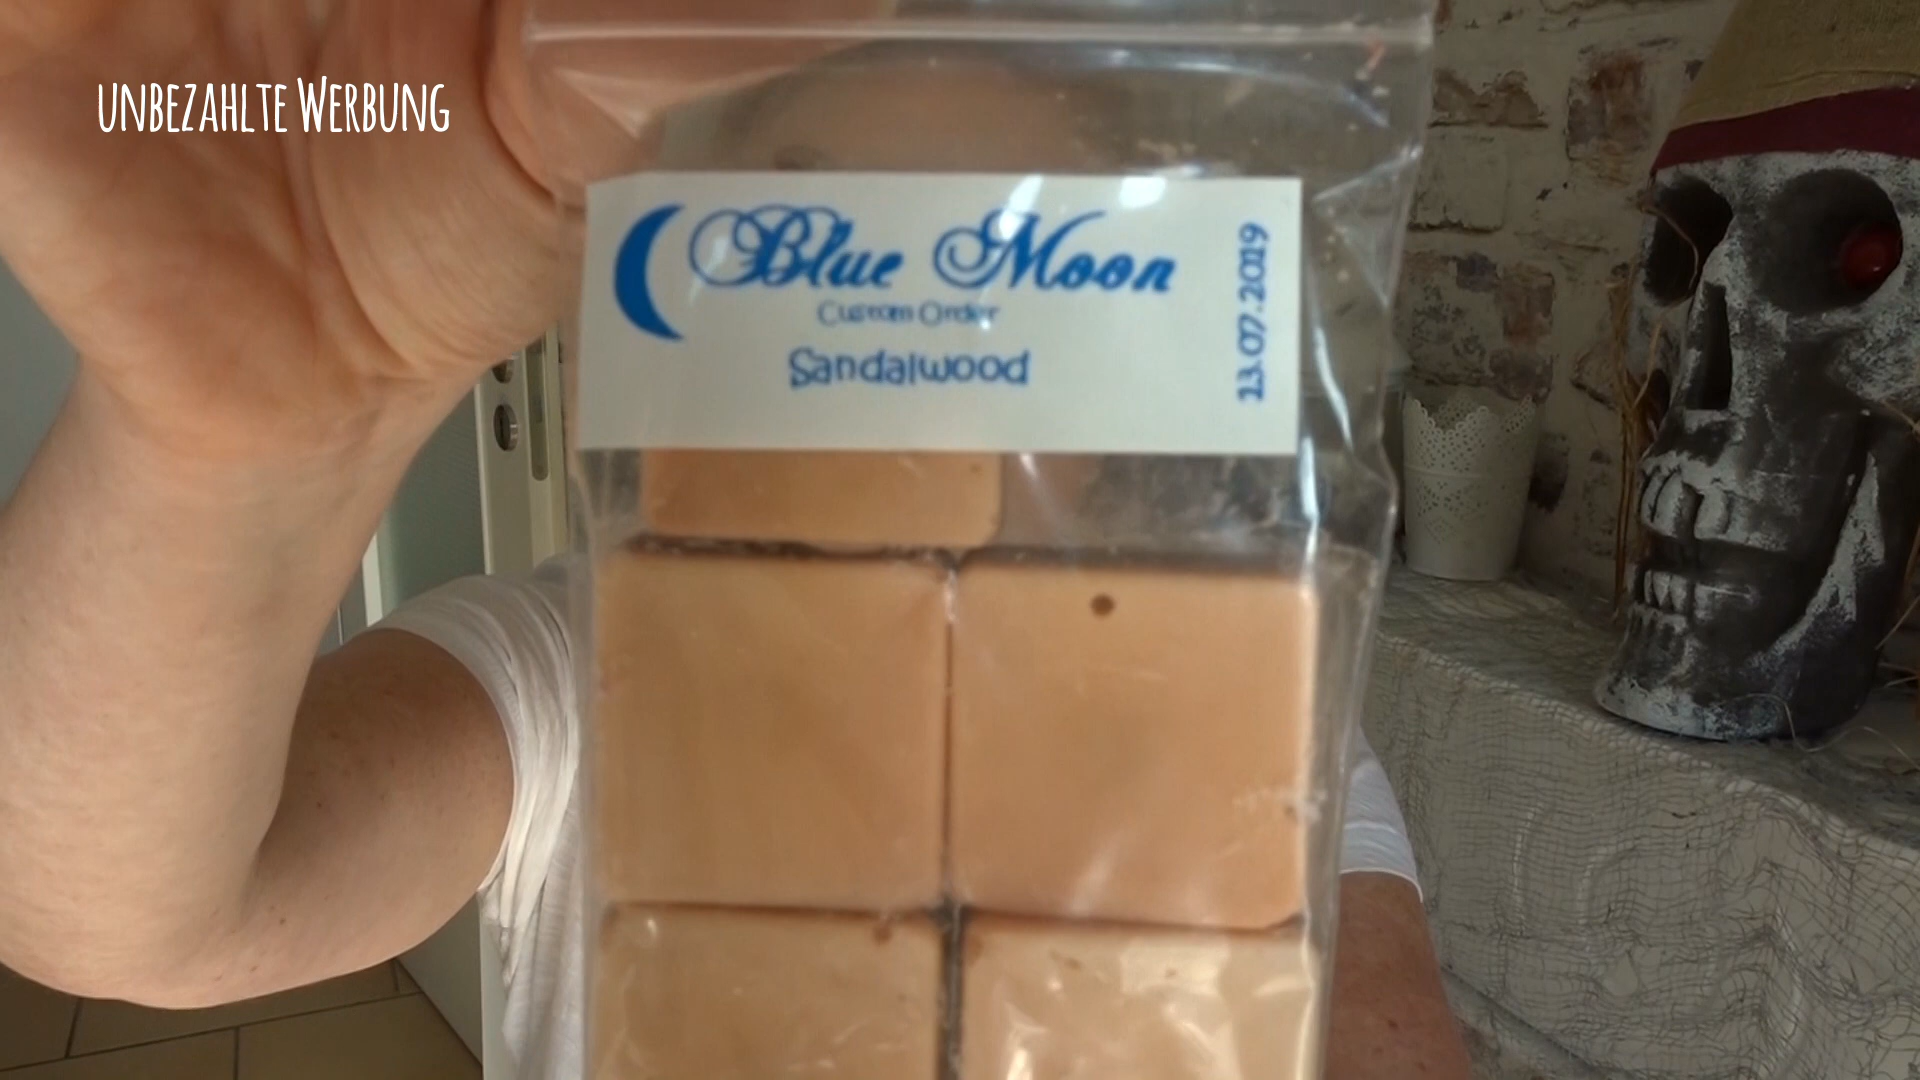 UNBEZAHLTE WERBUNG
Blue Moon
Custom Order
Sandalwood
13.07.2019